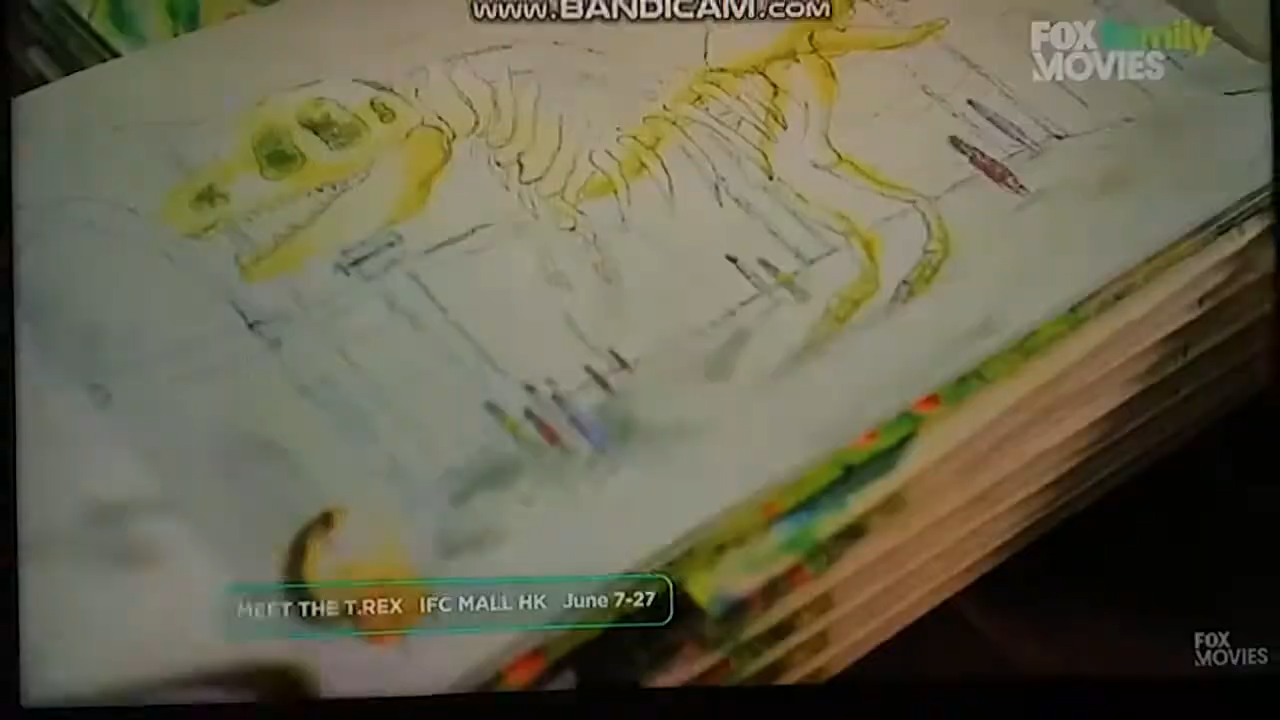 www.BANDICAM.com
FOX family
MOVIES
MEET THE T.REX IFC MALL HK June 7-27
FOX
MOVIES